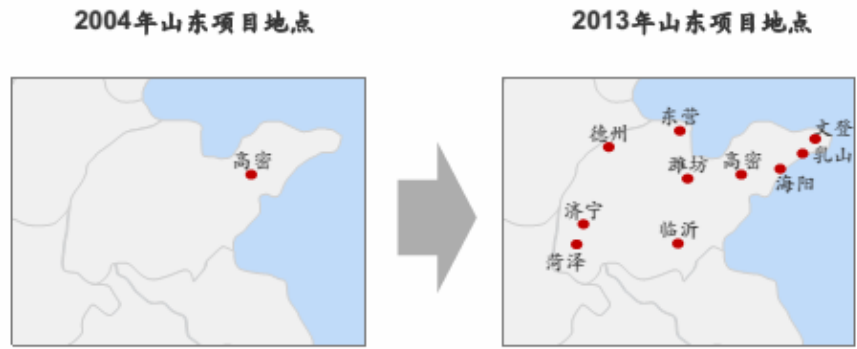 2004年山东项目地点
2013年山东项目地点
高密
东营
德州
文登
乳山
潍坊
高密
海阳
济宁
临沂
菏泽